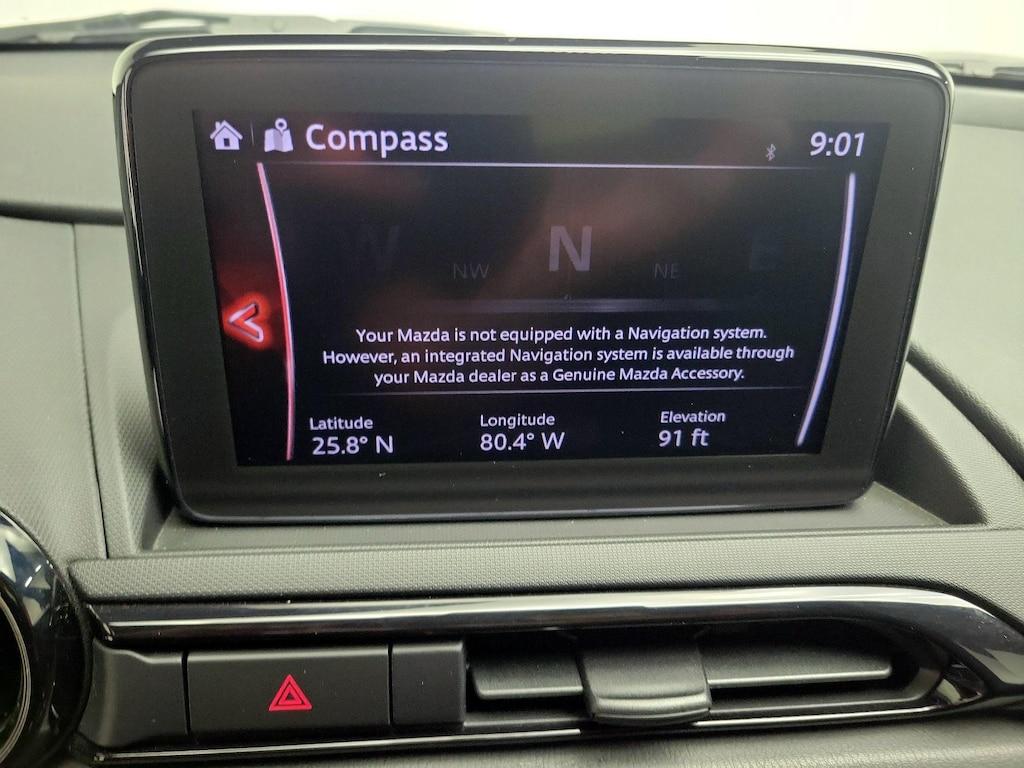 Compass
9:01
W
NW
N
NE
E
Your Mazda is not equipped with a Navigation system.
However, an integrated Navigation system is available through
your Mazda dealer as a Genuine Mazda Accessory.
Latitude
25.8° N
Longitude
80.4° W
Elevation
91 ft